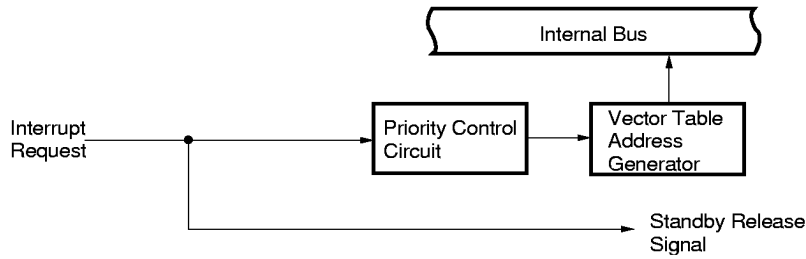 Internal Bus
Interrupt
Request
Priority Control
Circuit
Vector Table
Address
Generator
Standby Release
Signal